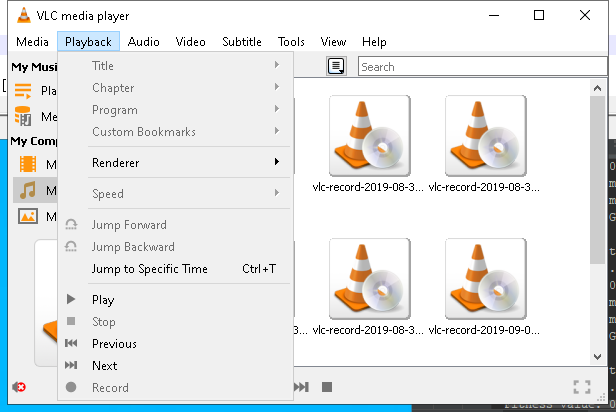 VLC media player
Media Playback Audio Video Subtitle Tools View Help
My Musi
Pla
Me
My Comp
M
M
M
Title
Chapter
Program
Custom Bookmarks
Renderer
Speed
Jump Forward
Jump Backward
Jump to Specific Time Ctrl+T
Play
Stop
Previous
Next
Record
Search
vlc-record-2019-08-3... vlc-record-2019-08-3...
3... vlc-record-2019-08-3... vlc-record-2019-09-0...